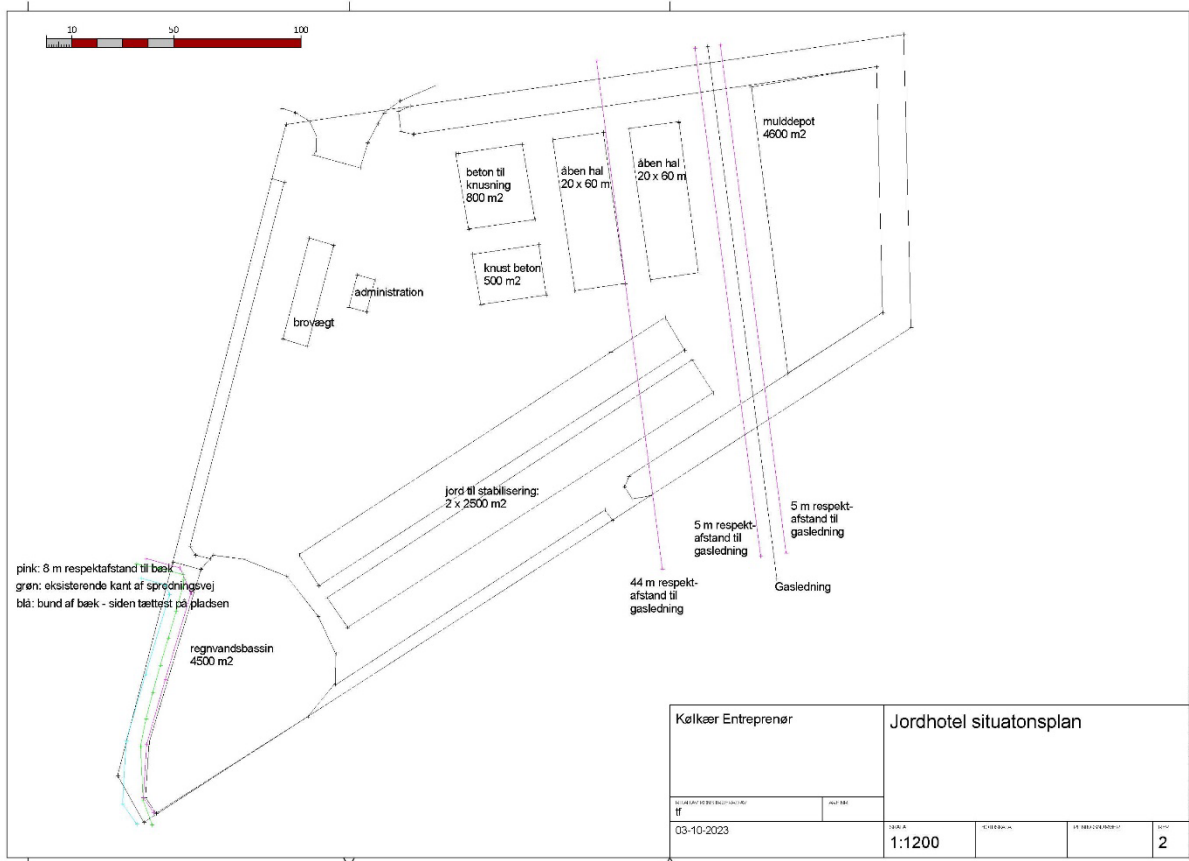 10 50 100
mulddepot
4600 m2
beton til
knusning
800 m2
åben hal
20 x 60 m
åben hal
20 x 60 m
knust beton
500 m2
administration
brovægt
jord til stabilisering:
2 x 2500 m2
5 m respekt-
afstand til
gasledning
5 m respekt-
afstand til
gasledning
44 m respekt-
afstand til
gasledning
Gasledning
pink: 8 m respektafstand til bæk
grøn: eksisterende kant af spredningsvej
blå: bund af bæk - siden tættest på pladsen
regnvandsbassin
4500 m2
Kølkær Entreprenør
Jordhotel situatonsplan
tf
03-10-2023
1:1200
2